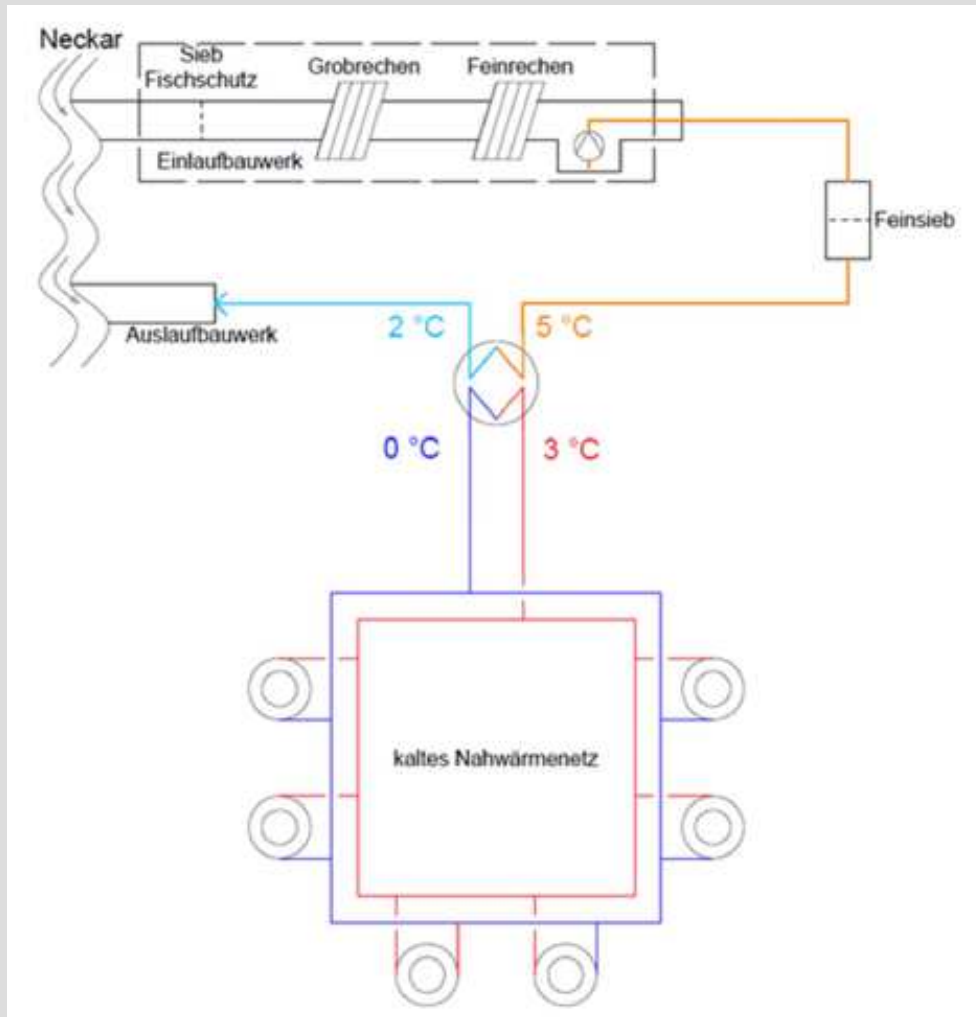 Neckar
Sieb
Fischschutz
Grobrechen
Feinrechen
Einlaufbauwerk
Feinsieb
Auslaufbauwerk
2 °C
5 °C
0 °C
3 °C
kaltes Nahwärmenetz